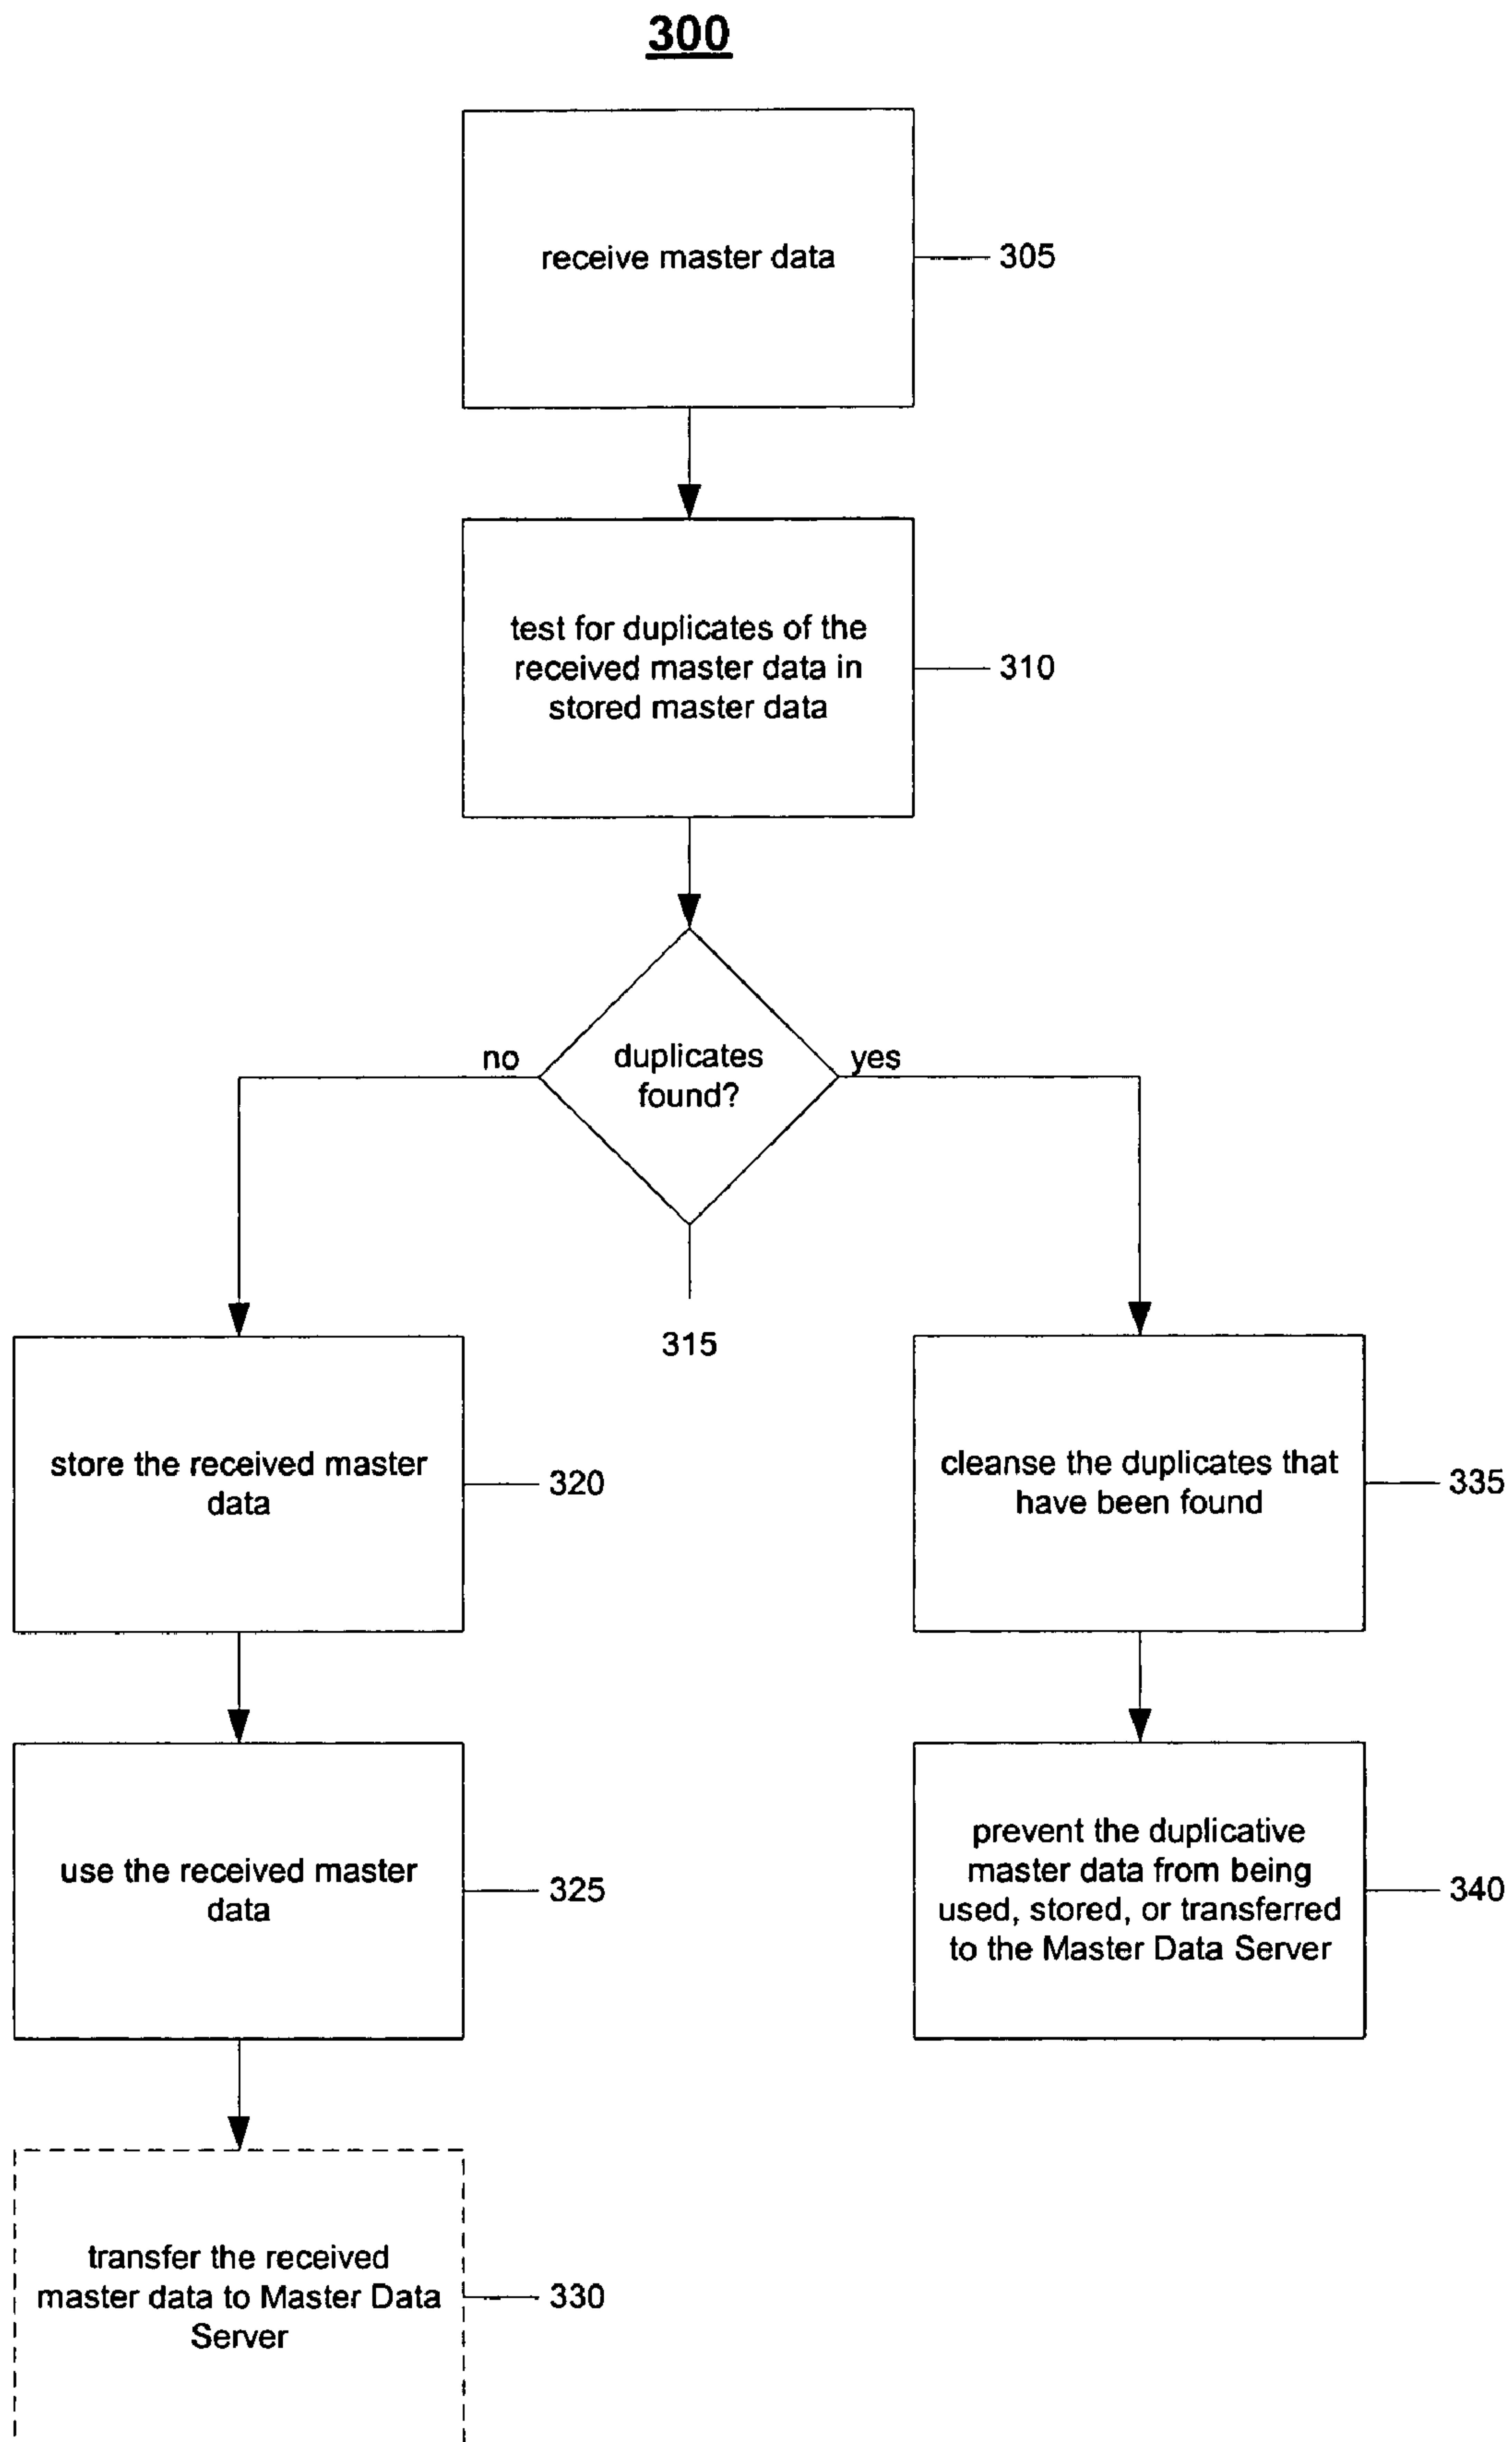 300
receive master data
305
test for duplicates of the
received master data in
stored master data
310
duplicates
found?
no
yes
315
store the received master
data
320
cleanse the duplicates that
have been found
335
use the received master
data
325
prevent the duplicative
master data from being
used, stored, or transferred
to the Master Data Server
340
transfer the received
master data to Master Data
Server
330